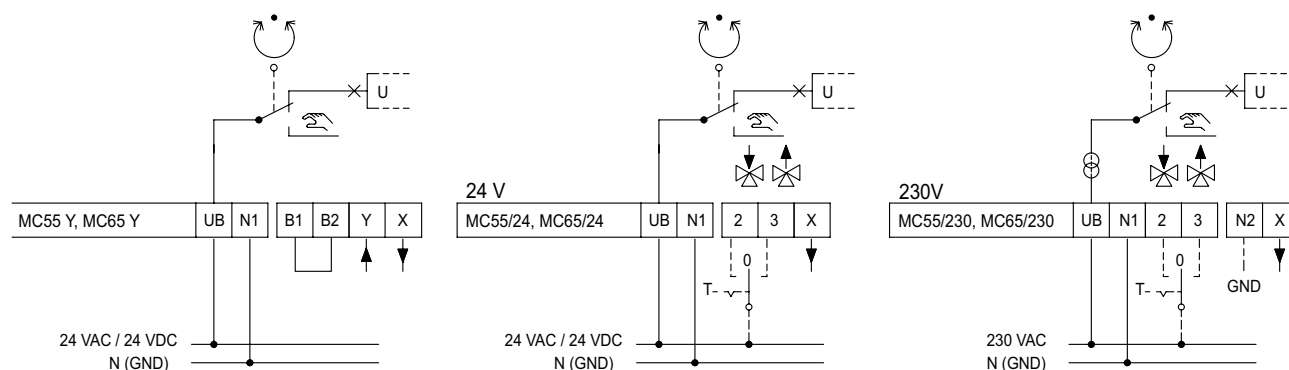 U
MC55 Y, MC65 Y UB N1 B1 B2 Y X
24 VAC / 24 VDC
N (GND)
U
24 V
MC55/24, MC65/24 UB N1 2 3 X
0
T
24 VAC / 24 VDC
N (GND)
U
230V
MC55/230, MC65/230 UB N1 2 3 N2 X
0
T
GND
230 VAC
N (GND)